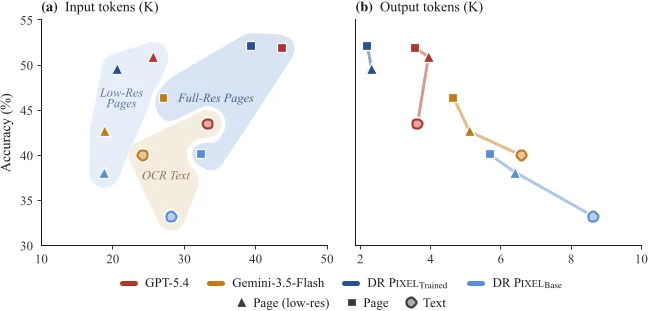 (a) Input tokens (K)
(b) Output tokens (K)
Accuracy (%)
55
50
45
40
35
30
Low-Res
Pages
Full-Res Pages
OCR Text
10 20 30 40 50
2 4 6 8 10
GPT-5.4 Gemini-3.5-Flash DR PIXELTrained DR PIXELBase
Page (low-res) Page Text